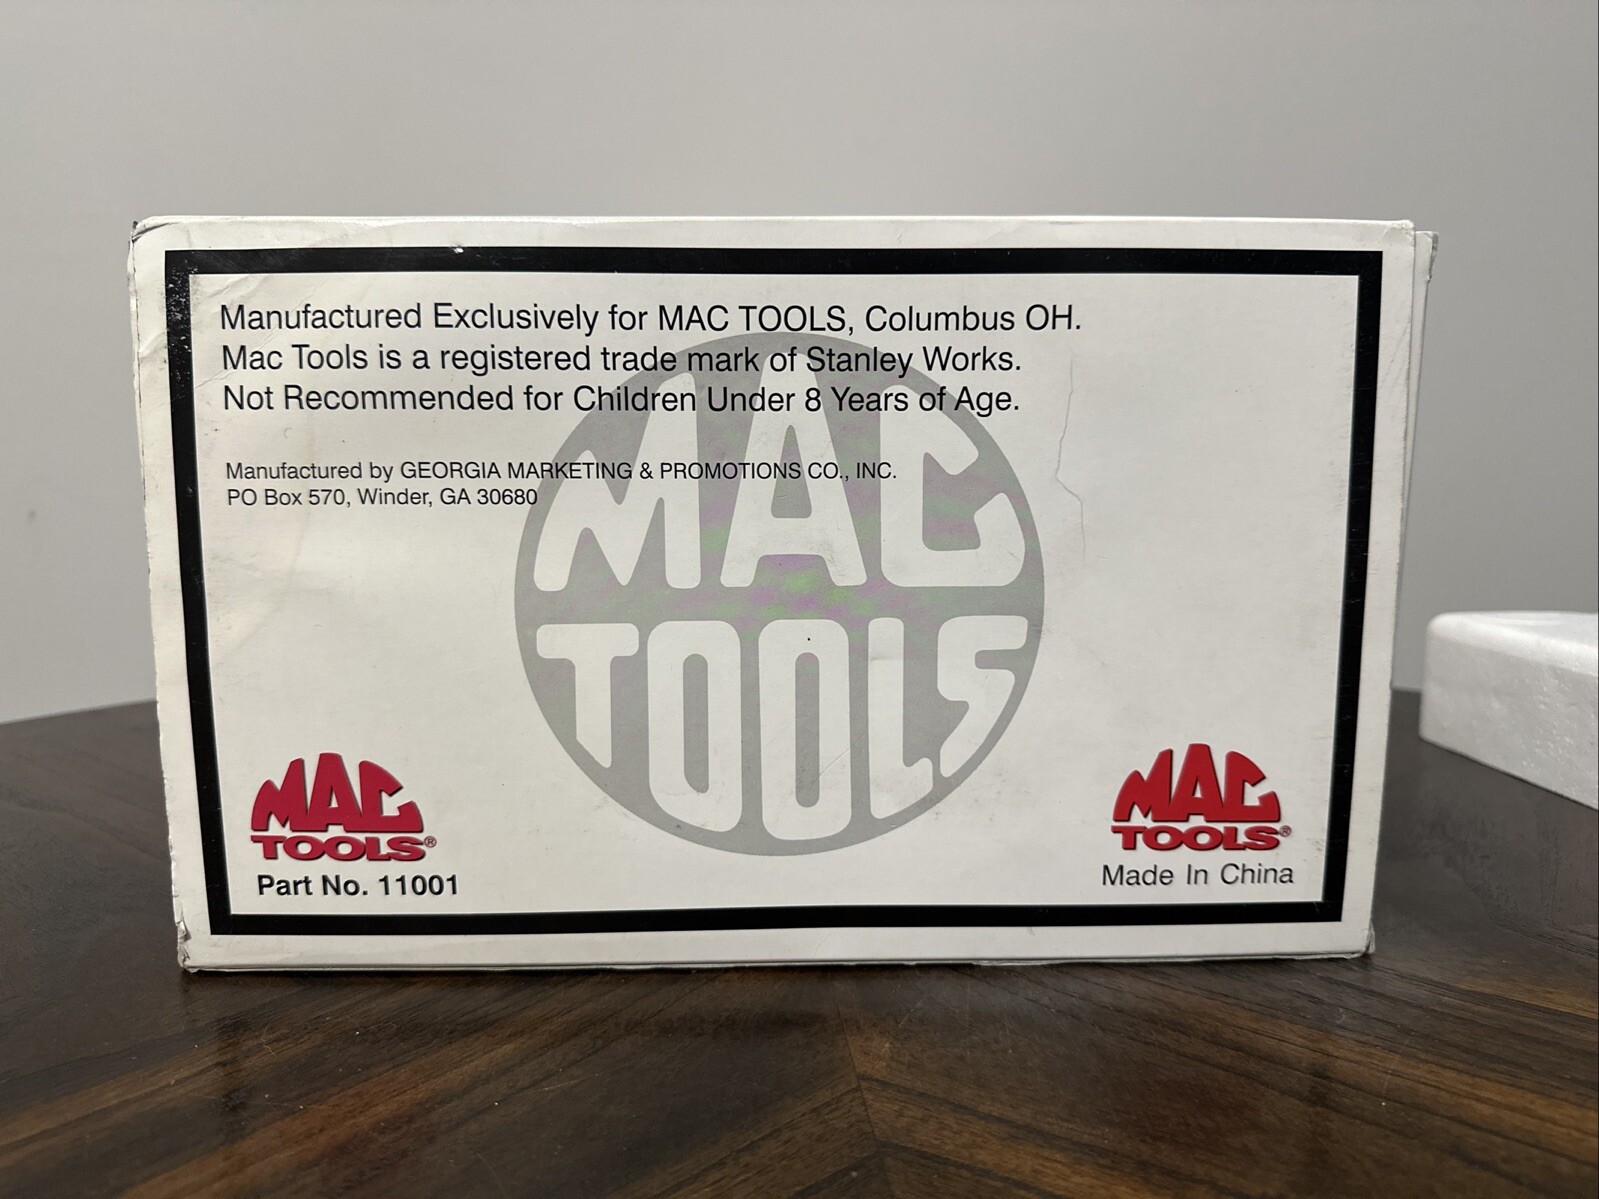 Manufactured Exclusively for MAC TOOLS, Columbus OH.
Mac Tools is a registered trade mark of Stanley Works.
Not Recommended for Children Under 8 Years of Age.
Manufactured by GEORGIA MARKETING & PROMOTIONS CO., INC.
PO Box 570, Winder, GA 30680
MAC
TOOLS
MAC
TOOLS®
Part No. 11001
MAC
TOOLS®
Made In China